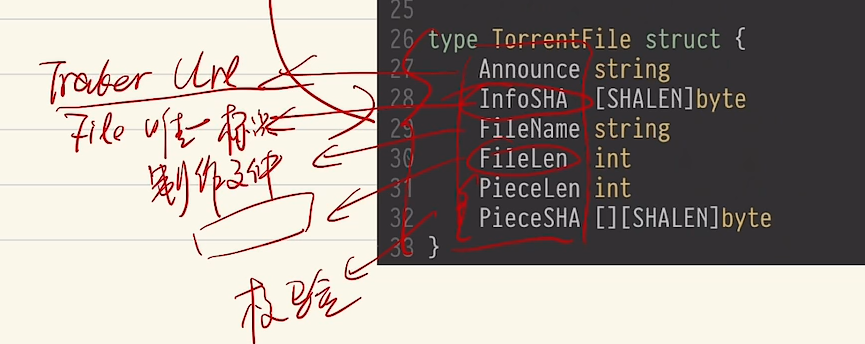 Tracker Url
File 唯一标识
制作文件
校验
25
26 type TorrentFile struct {
27 Announce string
28 InfoSHA [SHALEN]byte
29 FileName string
30 FileLen int
31 PieceLen int
32 PieceSHA [][SHALEN]byte
33 }